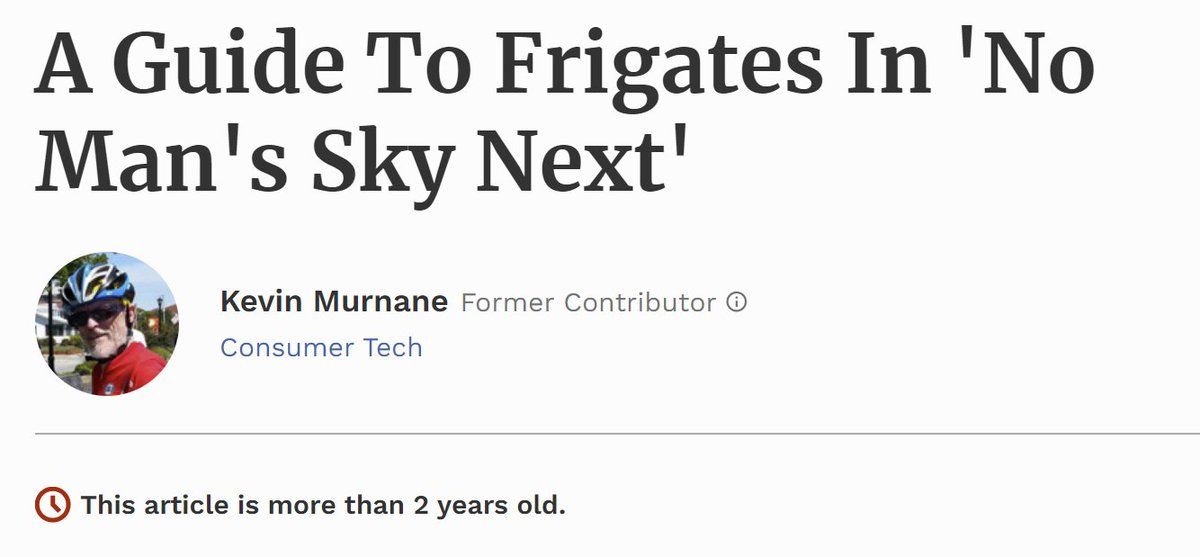 A Guide To Frigates In 'No
Man's Sky Next'
Kevin Murnane Former Contributor
Consumer Tech
This article is more than 2 years old.